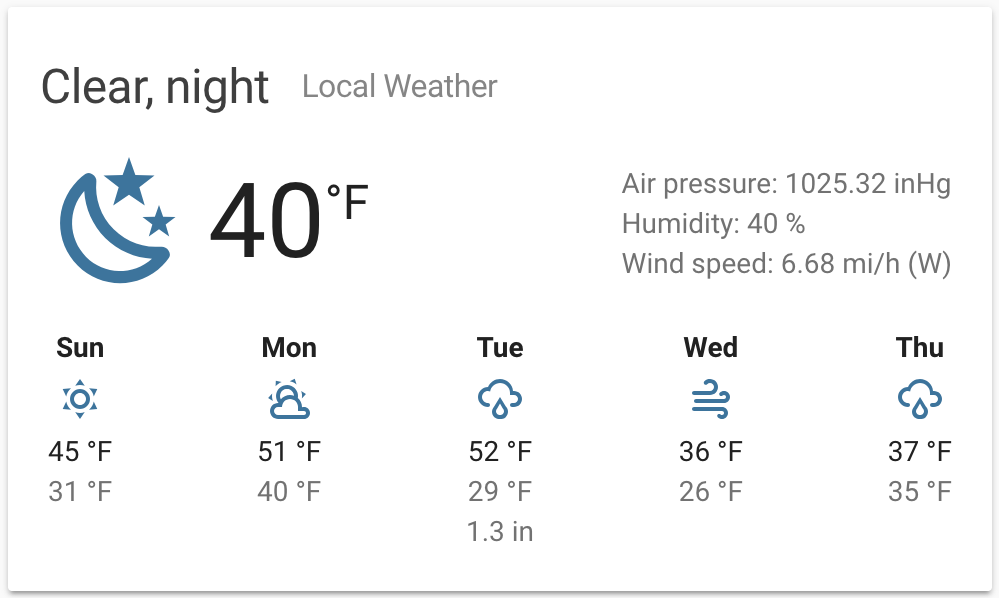 Clear, night Local Weather
40 °F
Air pressure: 1025.32 inHg
Humidity: 40 %
Wind speed: 6.68 mi/h (W)
Sun Mon Tue Wed Thu
45 °F 51 °F 52 °F 36 °F 37 °F
31 °F 40 °F 29 °F 26 °F 35 °F
1.3 in